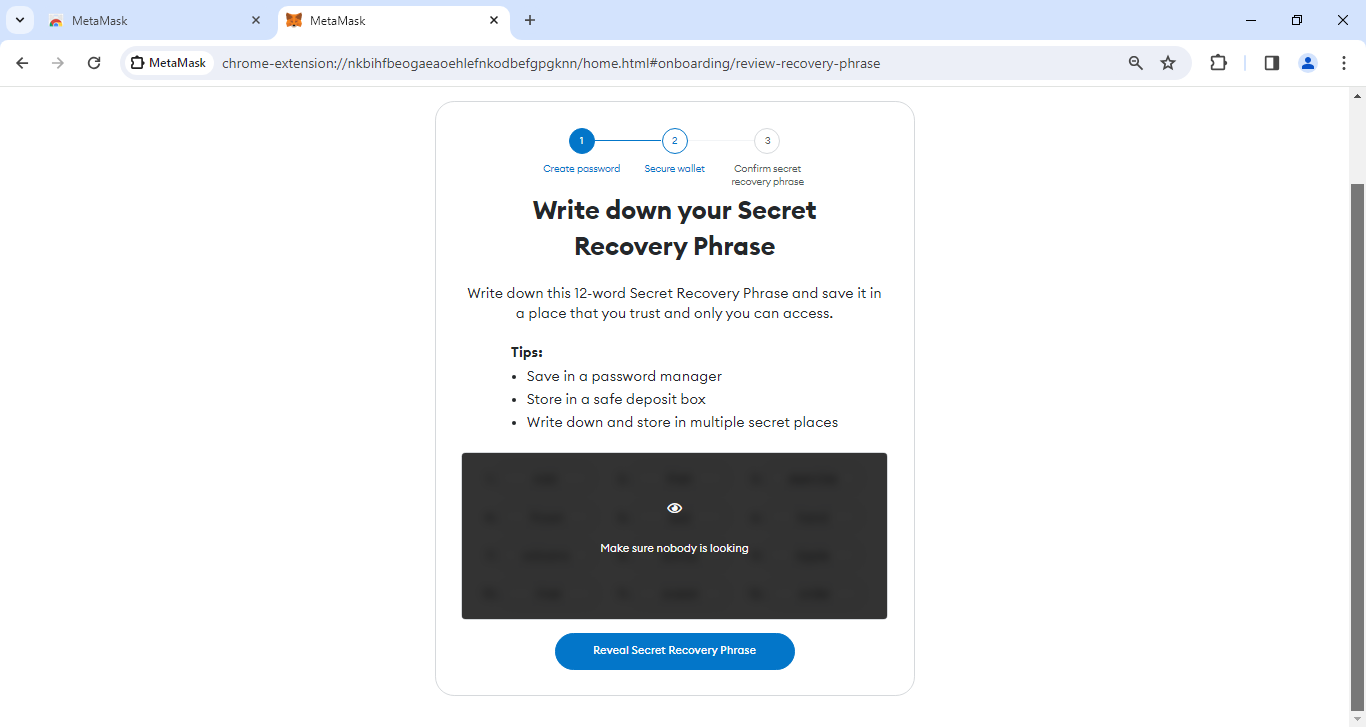 MetaMask
MetaMask
MetaMask
chrome-extension://nkbihfbeogaeaoehlefnkodbefgpgknn/home.html#onboarding/review-recovery-phrase
1
2
3
Create password
Secure wallet
Confirm secret
recovery phrase
Write down your Secret
Recovery Phrase
Write down this 12-word Secret Recovery Phrase and save it in
a place that you trust and only you can access.
Tips:
• Save in a password manager
• Store in a safe deposit box
• Write down and store in multiple secret places
Make sure nobody is looking
Reveal Secret Recovery Phrase